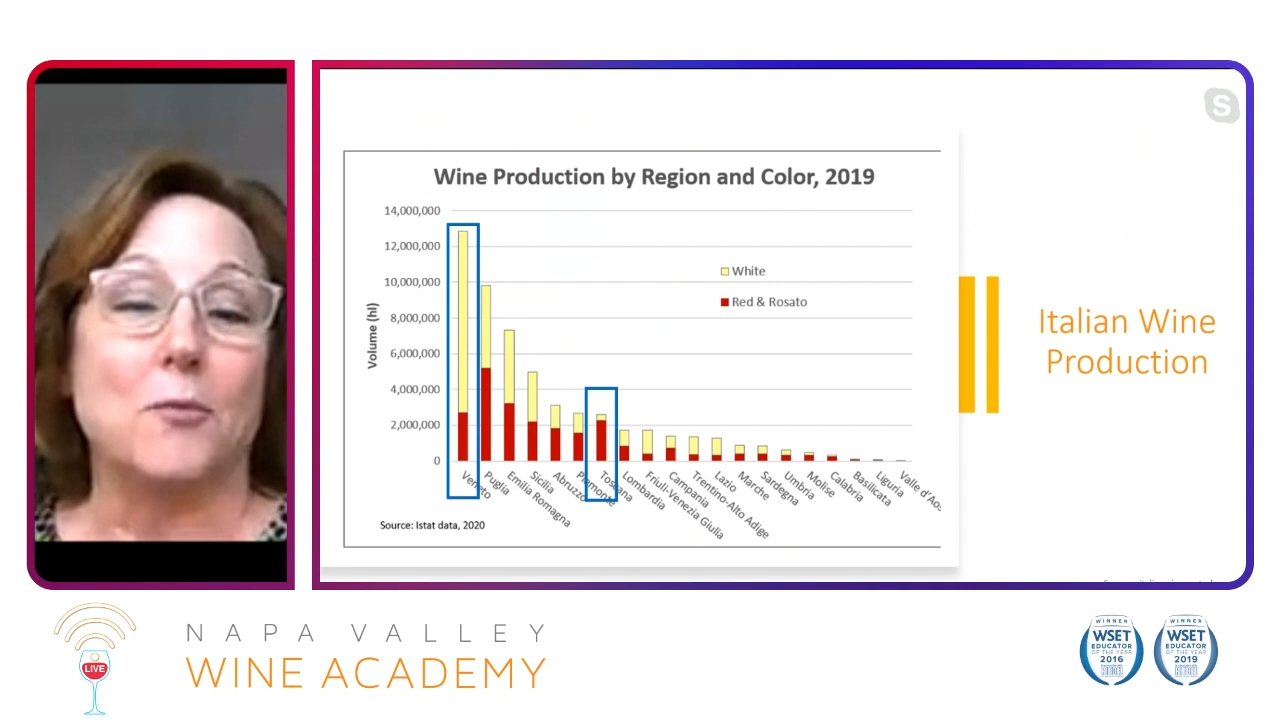 S
Wine Production by Region and Color, 2019
14,000,000
12,000,000
10,000,000
8,000,000
6,000,000
4,000,000
2,000,000
0
Volume (hl)
White
Red & Rosato
Veneto
Puglia
Emilia Romagna
Sicilia
Abruzzo
Piemonte
Toscana
Lombardia
Friuli-Venezia Giulia
Campania
Trentino-Alto Adige
Lazio
Marche
Sardegna
Umbria
Molise
Calabria
Basilicata
Liguria
Valle d'Aos
Source: Istat data, 2020
Italian Wine
Production
LIVE
NAPA VALLEY
WINE ACADEMY
WINNER
WSET
EDUCATOR
OF THE YEAR
2016
RIEDEL
WINNER
WSET
EDUCATOR
OF THE YEAR
2019
RIEDEL